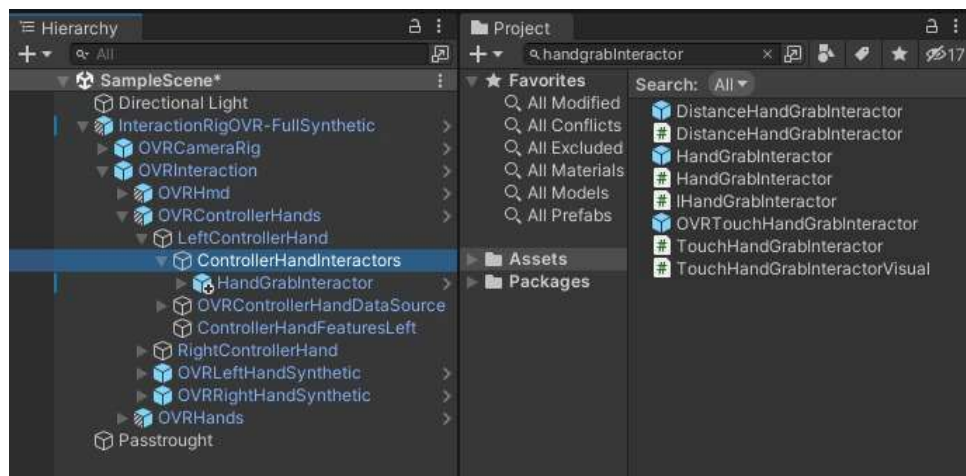 Hierarchy
All
SampleScene*
Directional Light
InteractionRigOVR-FullSynthetic
OVRCameraRig
OVRInteraction
OVRHmd
OVRControllerHands
LeftControllerHand
ControllerHandInteractors
HandGrabInteractor
OVRControllerHandDataSource
ControllerHandFeaturesLeft
RightControllerHand
OVRLeftHandSynthetic
OVRRightHandSynthetic
OVRHands
Passtrought
Project
handgrabInteractor
17
Favorites
All Modified
All Conflicts
All Excluded
All Materials
All Models
All Prefabs
Assets
Packages
Search: All
DistanceHandGrabInteractor
# DistanceHandGrabInteractor
HandGrabInteractor
# HandGrabInteractor
# IHandGrabInteractor
OVRTouchHandGrabInteractor
# TouchHandGrabInteractor
# TouchHandGrabInteractorVisual